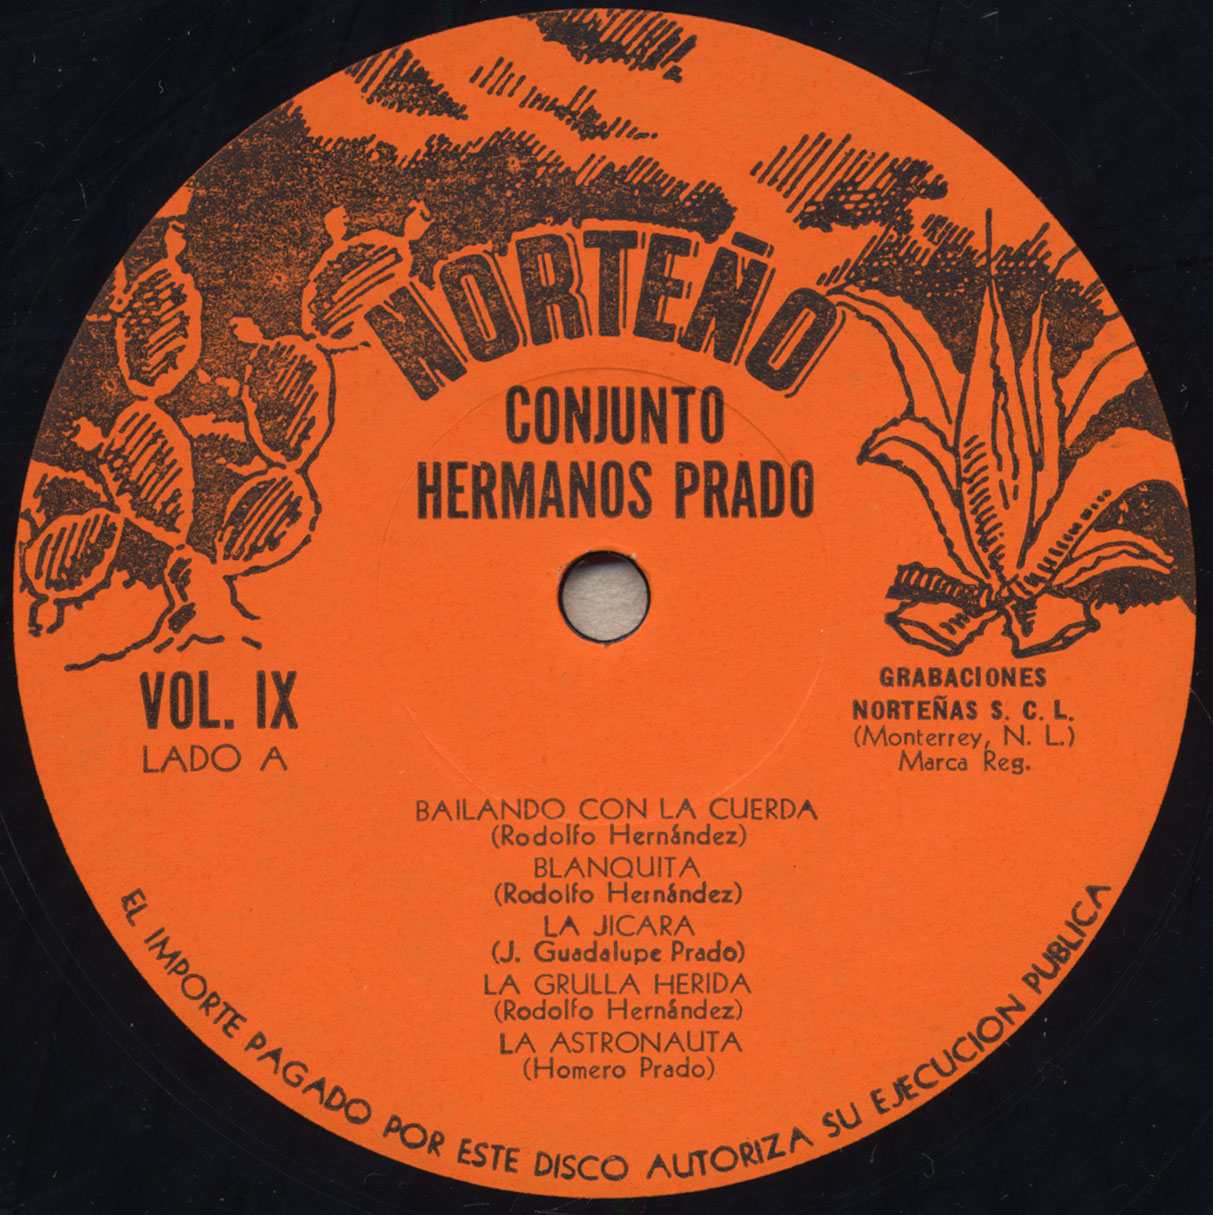 NORTEÑO
CONJUNTO
HERMANOS PRADO
VOL. IX
LADO A
GRABACIONES
NORTEÑAS S. C. L.
(Monterrey, N. L.)
Marca Reg.
BAILANDO CON LA CUERDA
(Rodolfo Hernández)
BLANQUITA
(Rodolfo Hernández)
LA JICARA
(J. Guadalupe Prado)
LA GRULLA HERIDA
(Rodolfo Hernández)
LA ASTRONAUTA
(Homero Prado)
EL IMPORTE PAGADO POR ESTE DISCO AUTORIZA SU EJECUCION PUBLICA